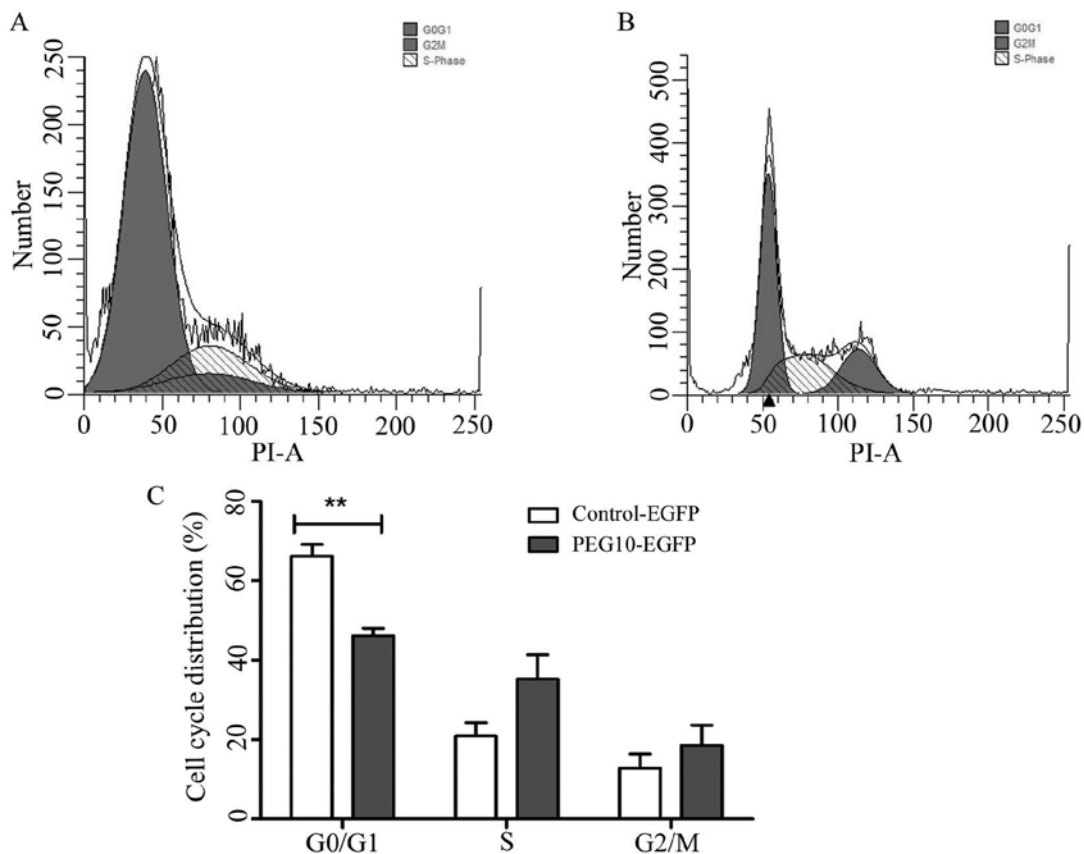 A
G0G1
G2M
S-Phase
250
200
150
100
50
0
Number
0 50 100 150 200 250
PI-A
B
G0G1
G2M
S-Phase
500
400
300
200
100
0
Number
0 50 100 150 200 250
PI-A
C
80
60
40
20
0
Cell cycle distribution (%)
**
Control-EGFP
PEG10-EGFP
G0/G1 S G2/M